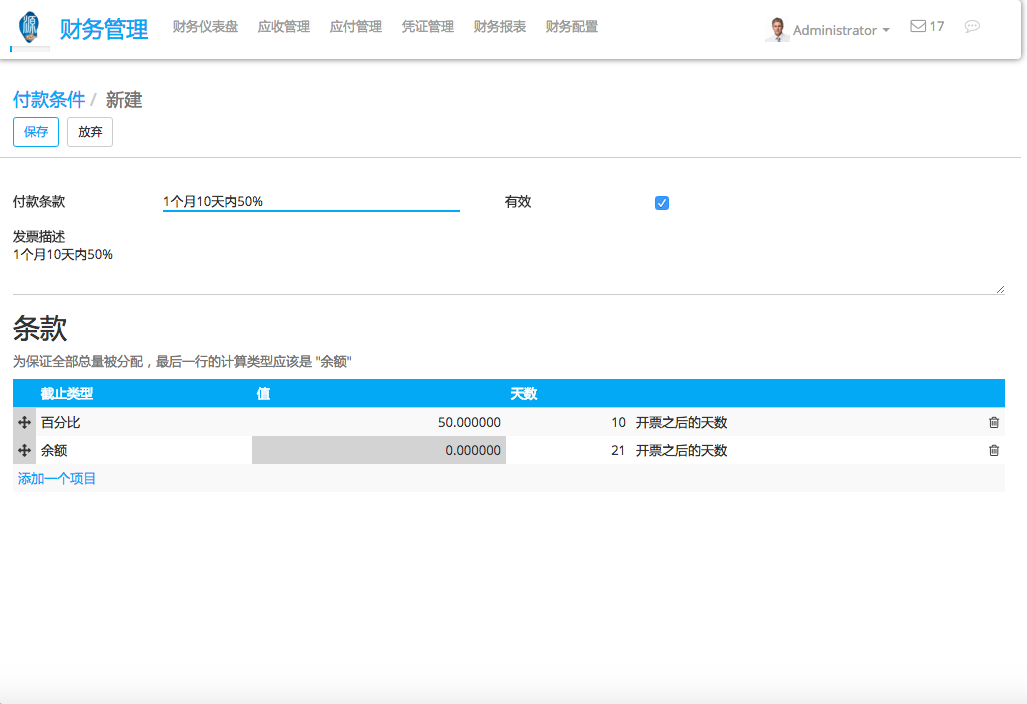 源
财务管理 财务仪表盘 应收管理 应付管理 凭证管理 财务报表 财务配置 Administrator 17
付款条件 / 新建
保存 放弃
付款条款 1个月10天内50% 有效
发票描述
1个月10天内50%
条款
为保证全部总量被分配，最后一行的计算类型应该是 "余额"
截止类型 值 天数
百分比 50.000000 10 开票之后的天数
余额 0.000000 21 开票之后的天数
添加一个项目